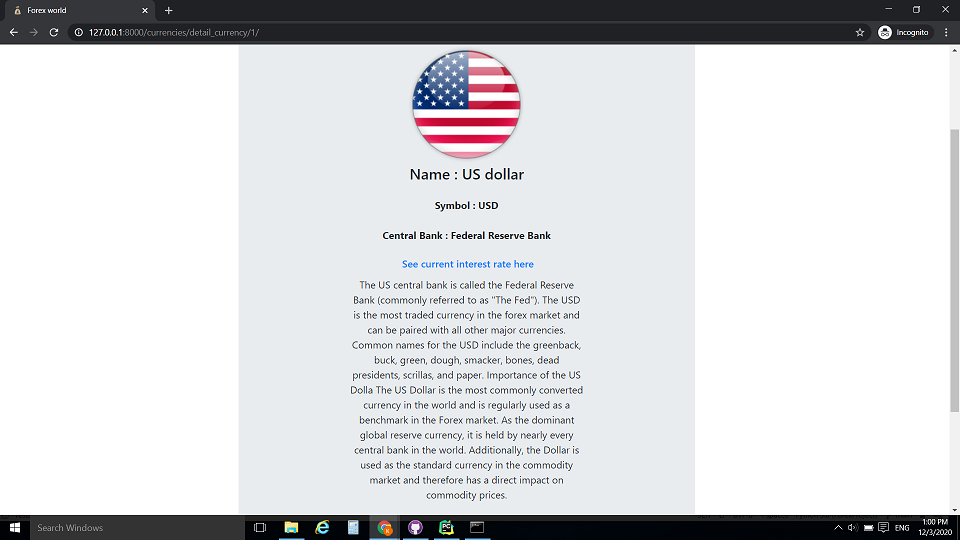 Forex world
127.0.0.1:8000/currencies/detail_currency/1/
Incognito
Name : US dollar
Symbol : USD
Central Bank : Federal Reserve Bank
See current interest rate here
The US central bank is called the Federal Reserve
Bank (commonly referred to as "The Fed"). The USD
is the most traded currency in the forex market and
can be paired with all other major currencies.
Common names for the USD include the greenback,
buck, green, dough, smacker, bones, dead
presidents, scrillas, and paper. Importance of the US
Dolla The US Dollar is the most commonly converted
currency in the world and is regularly used as a
benchmark in the Forex market. As the dominant
global reserve currency, it is held by nearly every
central bank in the world. Additionally, the Dollar is
used as the standard currency in the commodity
market and therefore has a direct impact on
commodity prices.
Search Windows
PC
ENG
1:00 PM
12/3/2020